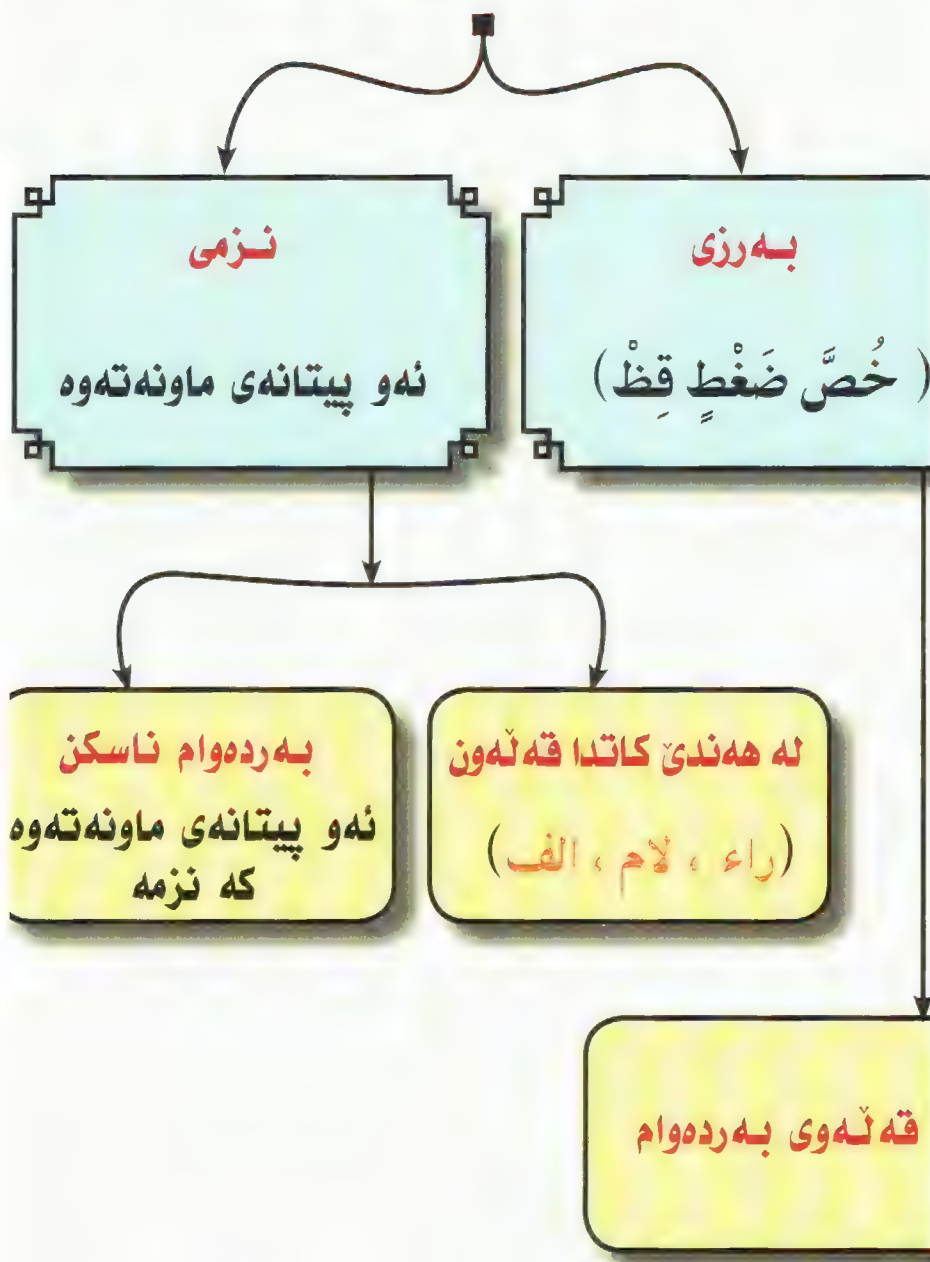 بەرزی
( خُصَّ ضَغْطٍ قِظْ)
نـزمی
ئەو پیتانەی ماونەتەوە
لە هەندێ کاتدا قەڵەون
(راء ، لام ، الف)
بەردەوام ناسکن
ئەو پیتانەی ماونەتەوە
کە نزمە
قەڵەوی بەردەوام